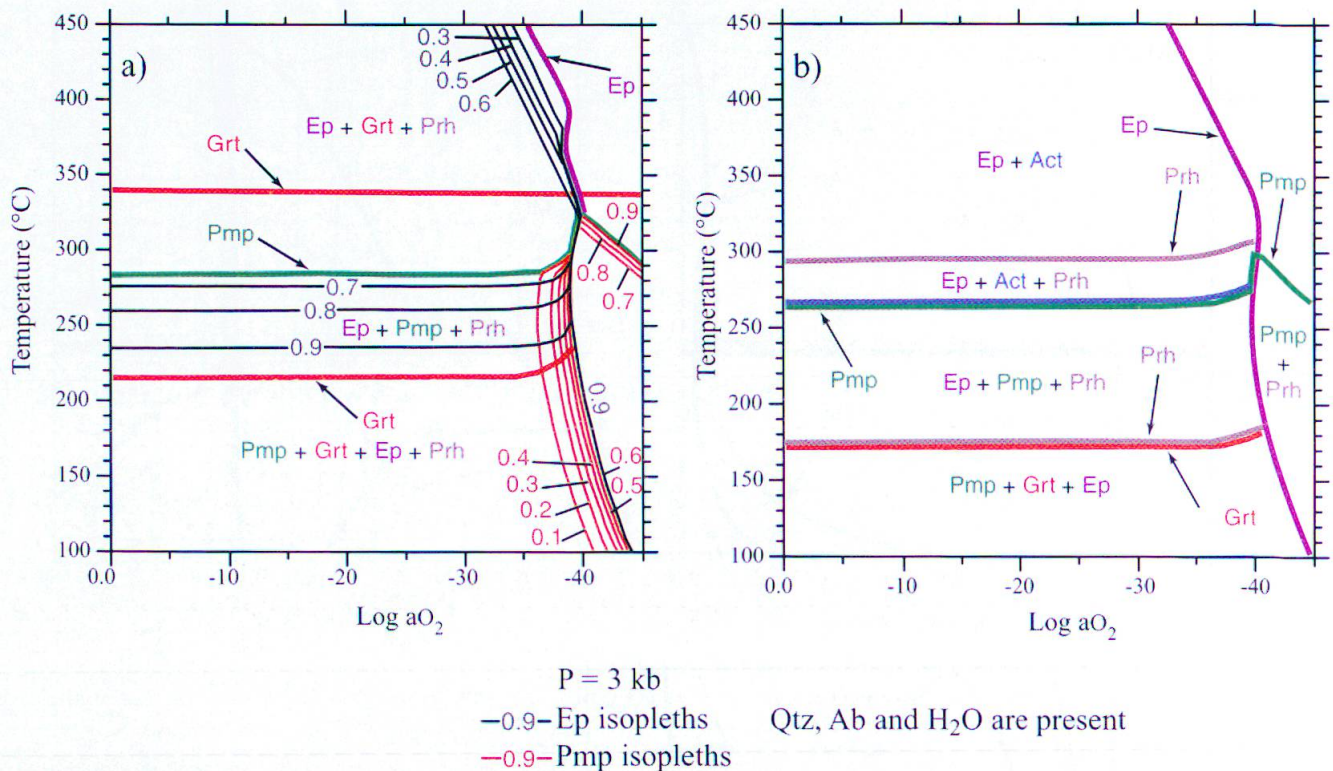 450
a)
0.3
0.4
0.5
0.6
Ep
400
Ep + Grt + Prh
Grt
350
Temperature (°C)
Pmp
0.9
300
0.8
0.7
0.7
0.8
250
Ep + Pmp + Prh
0.9
200
0.9
Grt
Pmp + Grt + Ep + Prh
0.4
0.6
150
0.3
0.5
0.2
0.1
100
0.0
-10
-20
-30
-40
Log aO2
450
b)
400
Ep
Ep + Act
350
Prh
Pmp
Temperature (°C)
300
Ep + Act + Prh
250
Pmp
Prh
Pmp
+
Prh
Ep + Pmp + Prh
200
150
Pmp + Grt + Ep
Grt
100
0.0
-10
-20
-30
-40
Log aO2
P = 3 kb
–0.9– Ep isopleths
Qtz, Ab and H2O are present
–0.9– Pmp isopleths